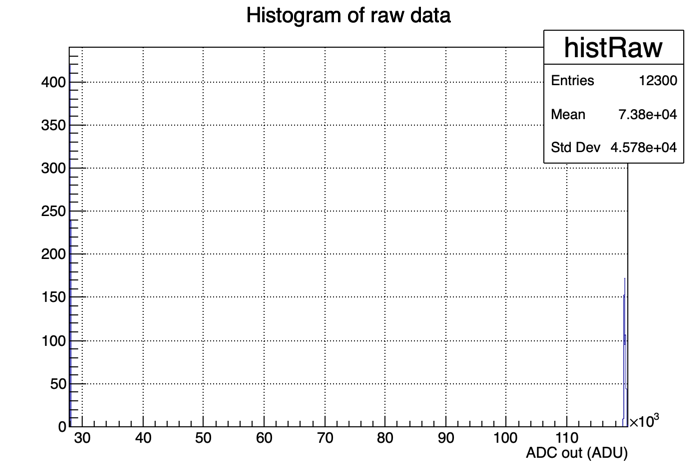 Histogram of raw data
histRaw
Entries 12300
Mean 7.38e+04
Std Dev 4.578e+04
400
350
300
250
200
150
100
50
0
30 40 50 60 70 80 90 100 110
×10³
ADC out (ADU)